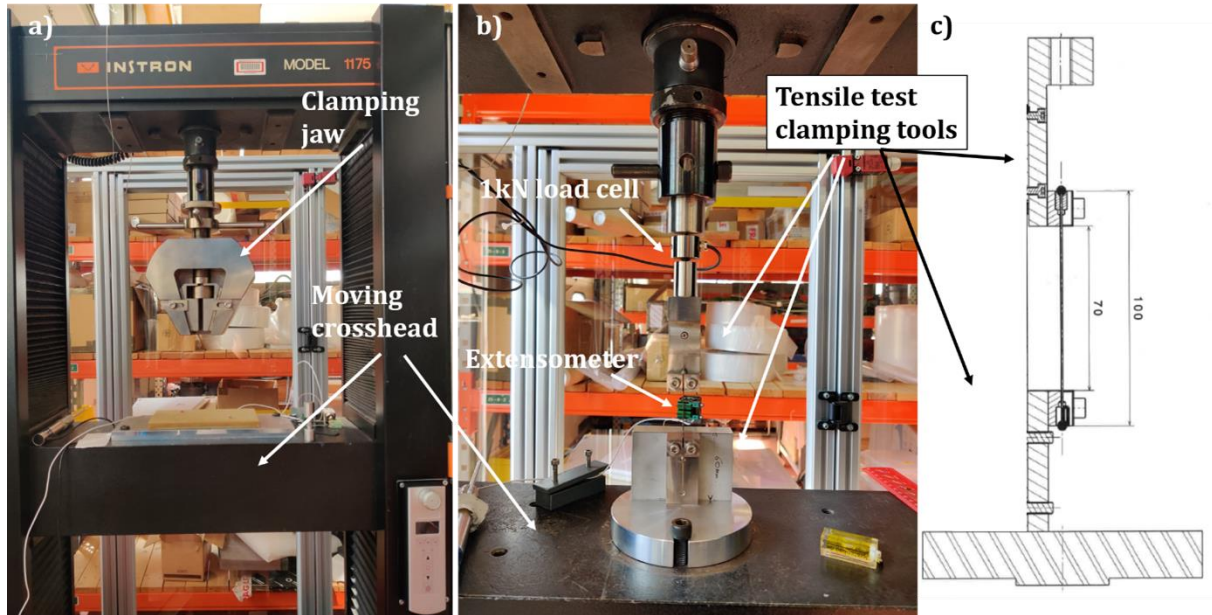 a)
INSTRON MODEL 1175
Clamping
jaw
Moving
crosshead
b)
1kN load cell
Extensometer
Tensile test
clamping tools
c)
70
100